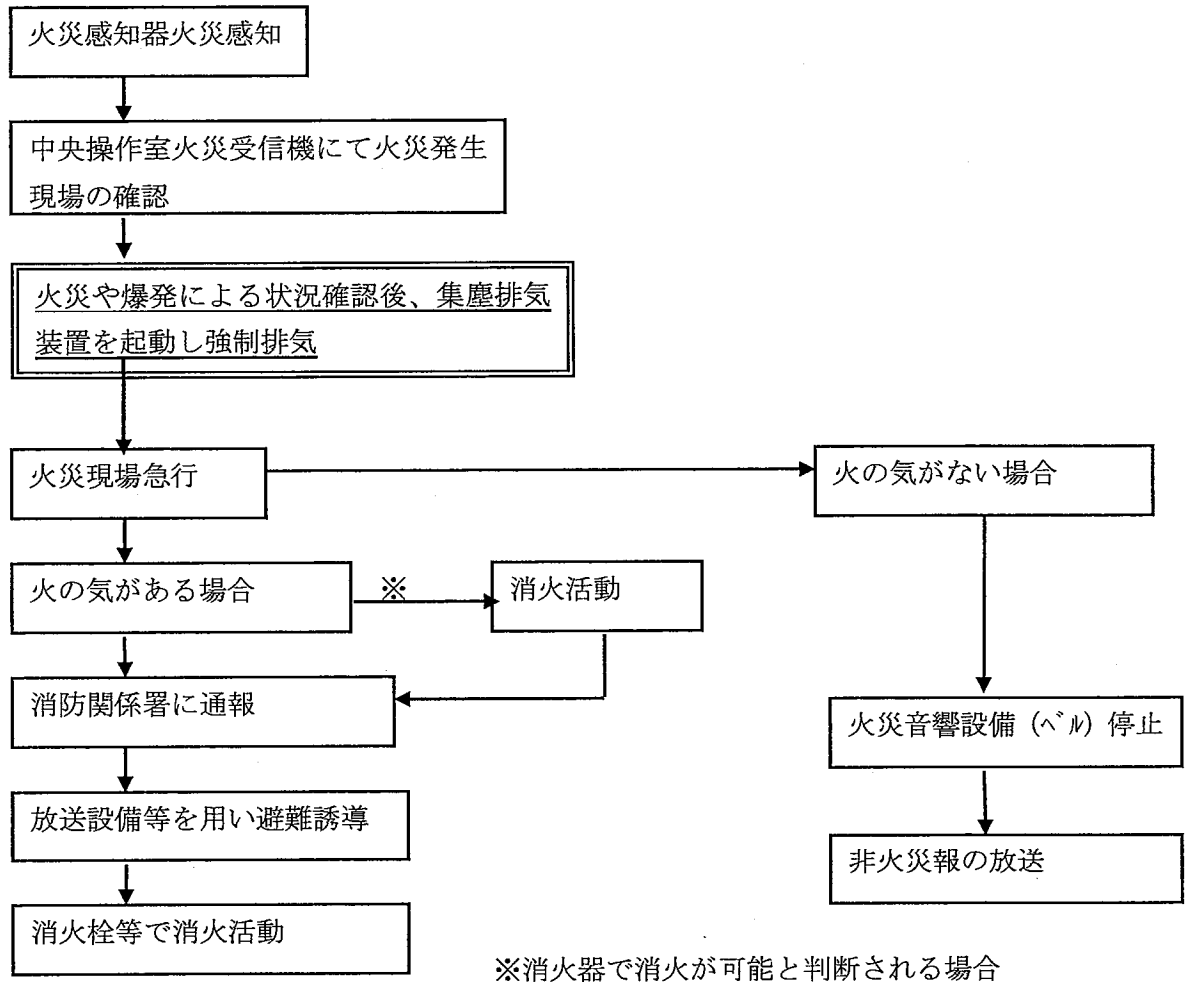 火災感知器火災感知
中央操作室火災受信機にて火災発生
現場の確認
火災や爆発による状況確認後、集塵排気
装置を起動し強制排気
火災現場急行
火の気がない場合
火の気がある場合
※
消火活動
消防関係署に通報
火災音響設備（ﾍﾞﾙ）停止
放送設備等を用い避難誘導
非火災報の放送
消火栓等で消火活動
※消火器で消火が可能と判断される場合